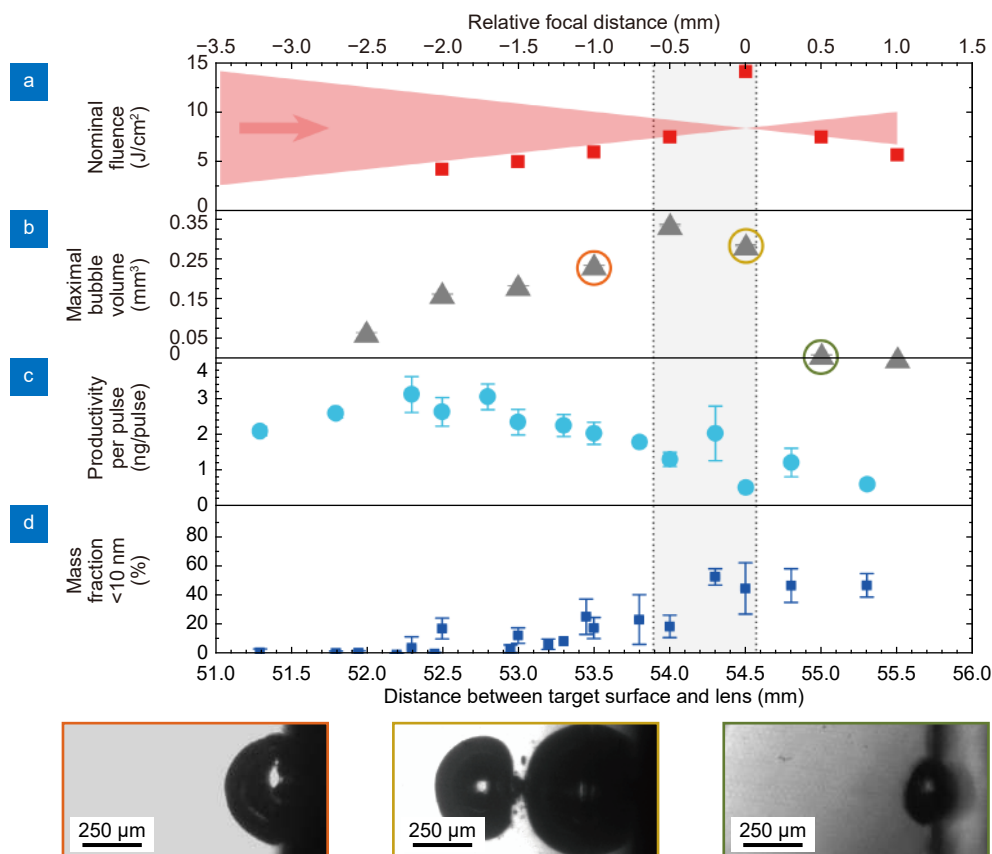 Relative focal distance (mm)
−3.5 −3.0 −2.5 −2.0 −1.5 −1.0 −0.5 0 0.5 1.0 1.5
a
Nominal
fluence
(J/cm²)
15
10
5
0
b
Maximal
bubble
volume
(mm³)
0.35
0.25
0.15
0.05
0
c
Productivity
per pulse
(ng/pulse)
4
3
2
1
0
d
Mass
fraction
<10 nm
(%)
80
60
40
20
0
51.0 51.5 52.0 52.5 53.0 53.5 54.0 54.5 55.0 55.5 56.0
Distance between target surface and lens (mm)
250 μm
250 μm
250 μm